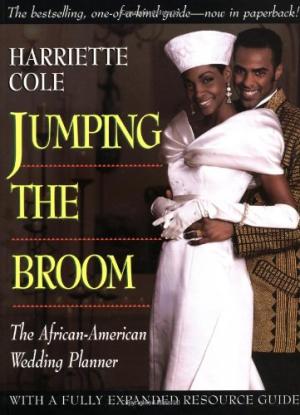 The bestselling, one-of-a-kind guide—now in paperback!
HARRIETTE
COLE
JUMPING
THE
BROOM
The African-American
Wedding Planner
WITH A FULLY EXPANDED RESOURCE GUIDE